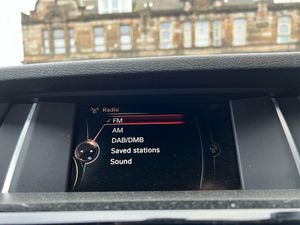 Radio
✓ FM
AM
DAB/DMB
Saved stations
Sound